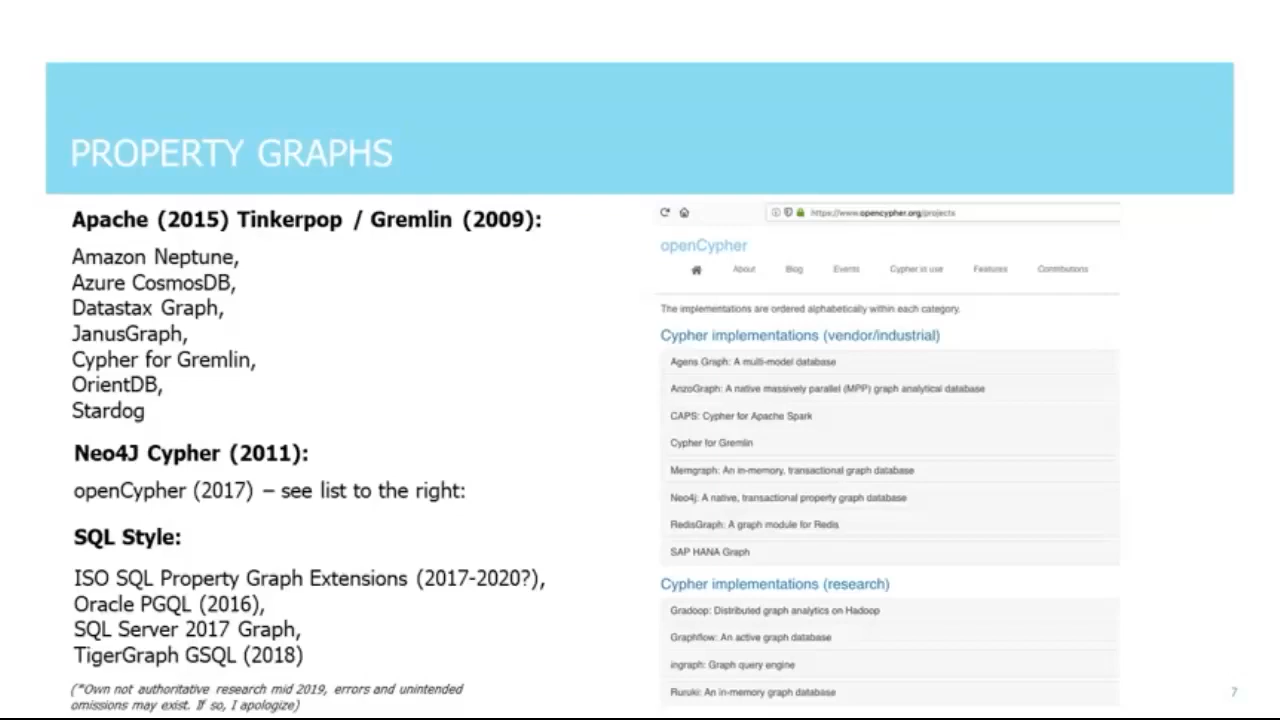 PROPERTY GRAPHS
Apache (2015) Tinkerpop / Gremlin (2009):
Amazon Neptune,
Azure CosmosDB,
Datastax Graph,
JanusGraph,
Cypher for Gremlin,
OrientDB,
Stardog
Neo4J Cypher (2011):
openCypher (2017) – see list to the right:
SQL Style:
ISO SQL Property Graph Extensions (2017-2020?),
Oracle PGQL (2016),
SQL Server 2017 Graph,
TigerGraph GSQL (2018)
(*Own not authoritative research mid 2019, errors and unintended
omissions may exist. If so, I apologize)
https://www.opencypher.org/projects
openCypher
About Blog Events Cypher in use Features Contributions
The implementations are ordered alphabetically within each category.
Cypher implementations (vendor/industrial)
Agens Graph: A multi-model database
AnzoGraph: A native massively parallel (MPP) graph analytical database
CAPS: Cypher for Apache Spark
Cypher for Gremlin
Memgraph: An in-memory, transactional graph database
Neo4j: A native, transactional property graph database
RedisGraph: A graph module for Redis
SAP HANA Graph
Cypher implementations (research)
Gradoop: Distributed graph analytics on Hadoop
Graphflow: An active graph database
ingraph: Graph query engine
Ruruki: An in-memory graph database
7